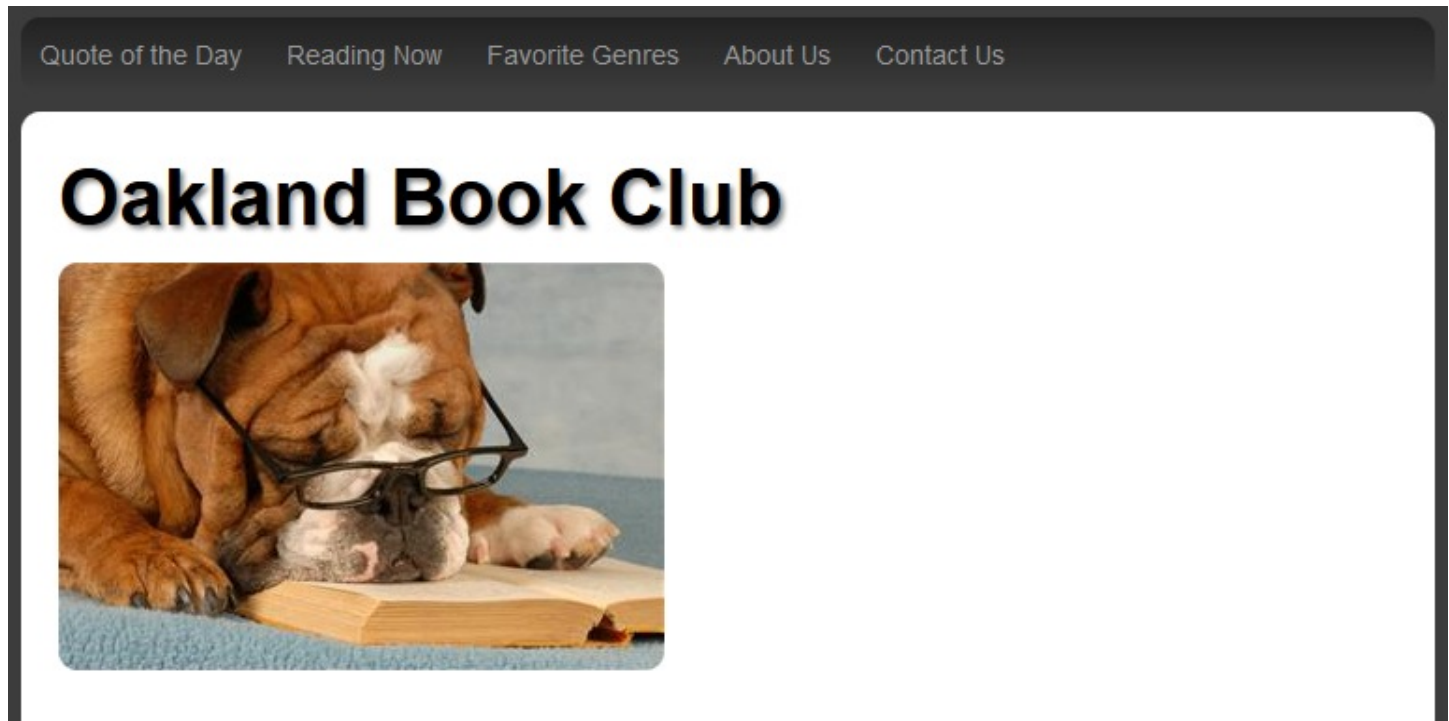 Quote of the Day Reading Now Favorite Genres About Us Contact Us
Oakland Book Club